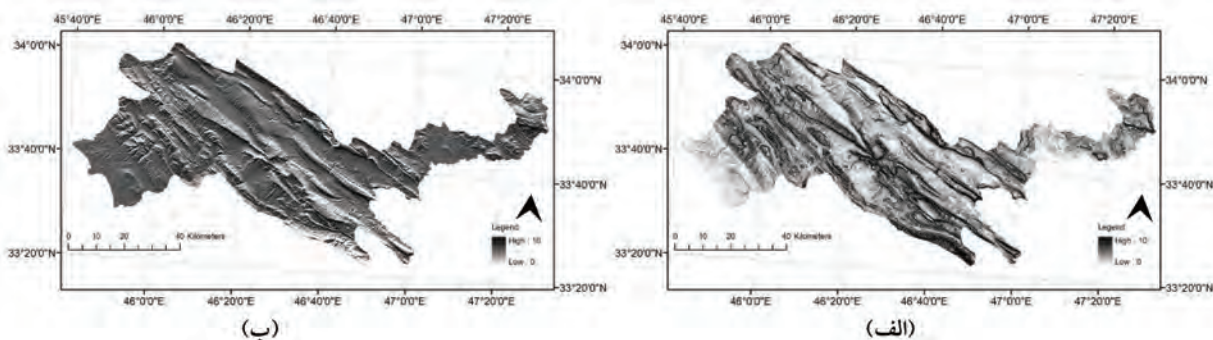 45°40'0"E 46°0'0"E 46°20'0"E 46°40'0"E 47°0'0"E 47°20'0"E
34°0'0"N
33°40'0"N
33°20'0"N
34°0'0"N
33°40'0"N
33°20'0"N
Legend
High : 10
Low : 0
0 10 20 40 Kilometers
46°0'0"E 46°20'0"E 46°40'0"E 47°0'0"E 47°20'0"E
(الف)
45°40'0"E 46°0'0"E 46°20'0"E 46°40'0"E 47°0'0"E 47°20'0"E
34°0'0"N
33°40'0"N
33°20'0"N
34°0'0"N
33°40'0"N
33°20'0"N
Legend
High : 10
Low : 0
0 10 20 40 Kilometers
46°0'0"E 46°20'0"E 46°40'0"E 47°0'0"E 47°20'0"E
(ب)